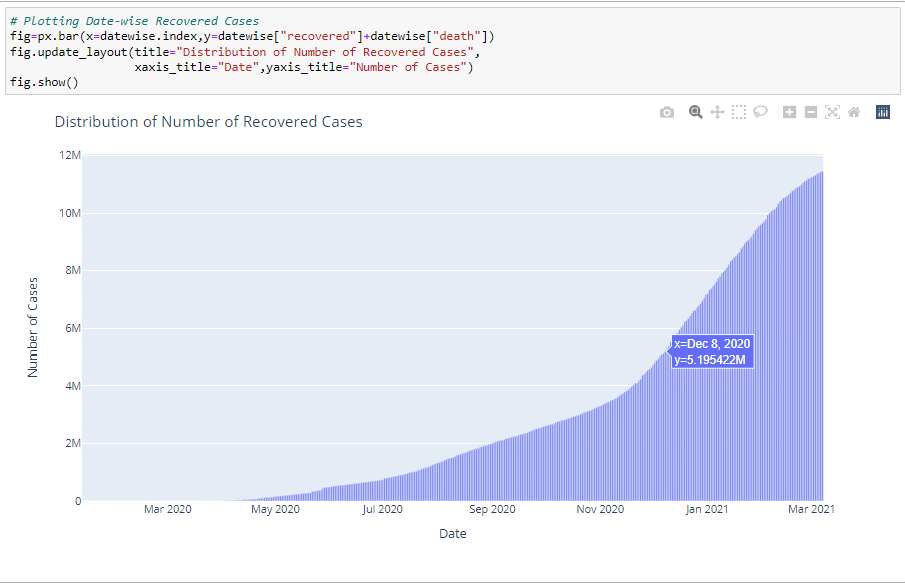 # Plotting Date-wise Recovered Cases
fig=px.bar(x=datewise.index,y=datewise["recovered"]+datewise["death"])
fig.update_layout(title="Distribution of Number of Recovered Cases",
xaxis_title="Date",yaxis_title="Number of Cases")
fig.show()
Distribution of Number of Recovered Cases
12M
10M
8M
6M
4M
2M
0
Number of Cases
x=Dec 8, 2020
y=5.195422M
Mar 2020 May 2020 Jul 2020 Sep 2020 Nov 2020 Jan 2021 Mar 2021
Date